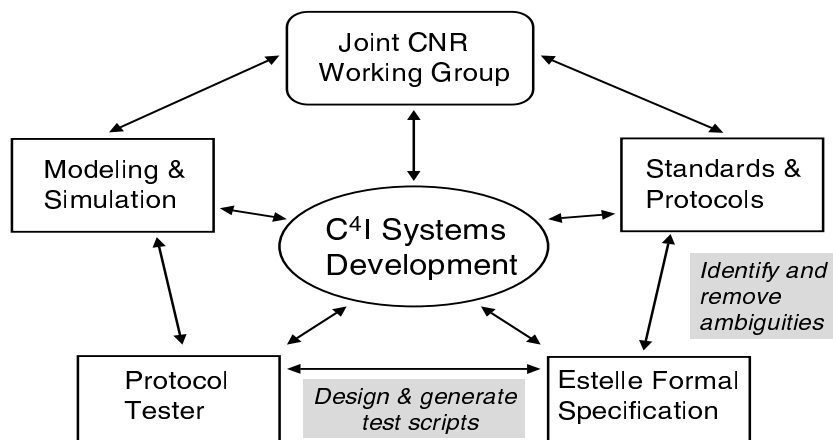 Joint CNR
Working Group
Modeling &
Simulation
Standards &
Protocols
C⁴I Systems
Development
Identify and
remove
ambiguities
Protocol
Tester
Design & generate
test scripts
Estelle Formal
Specification